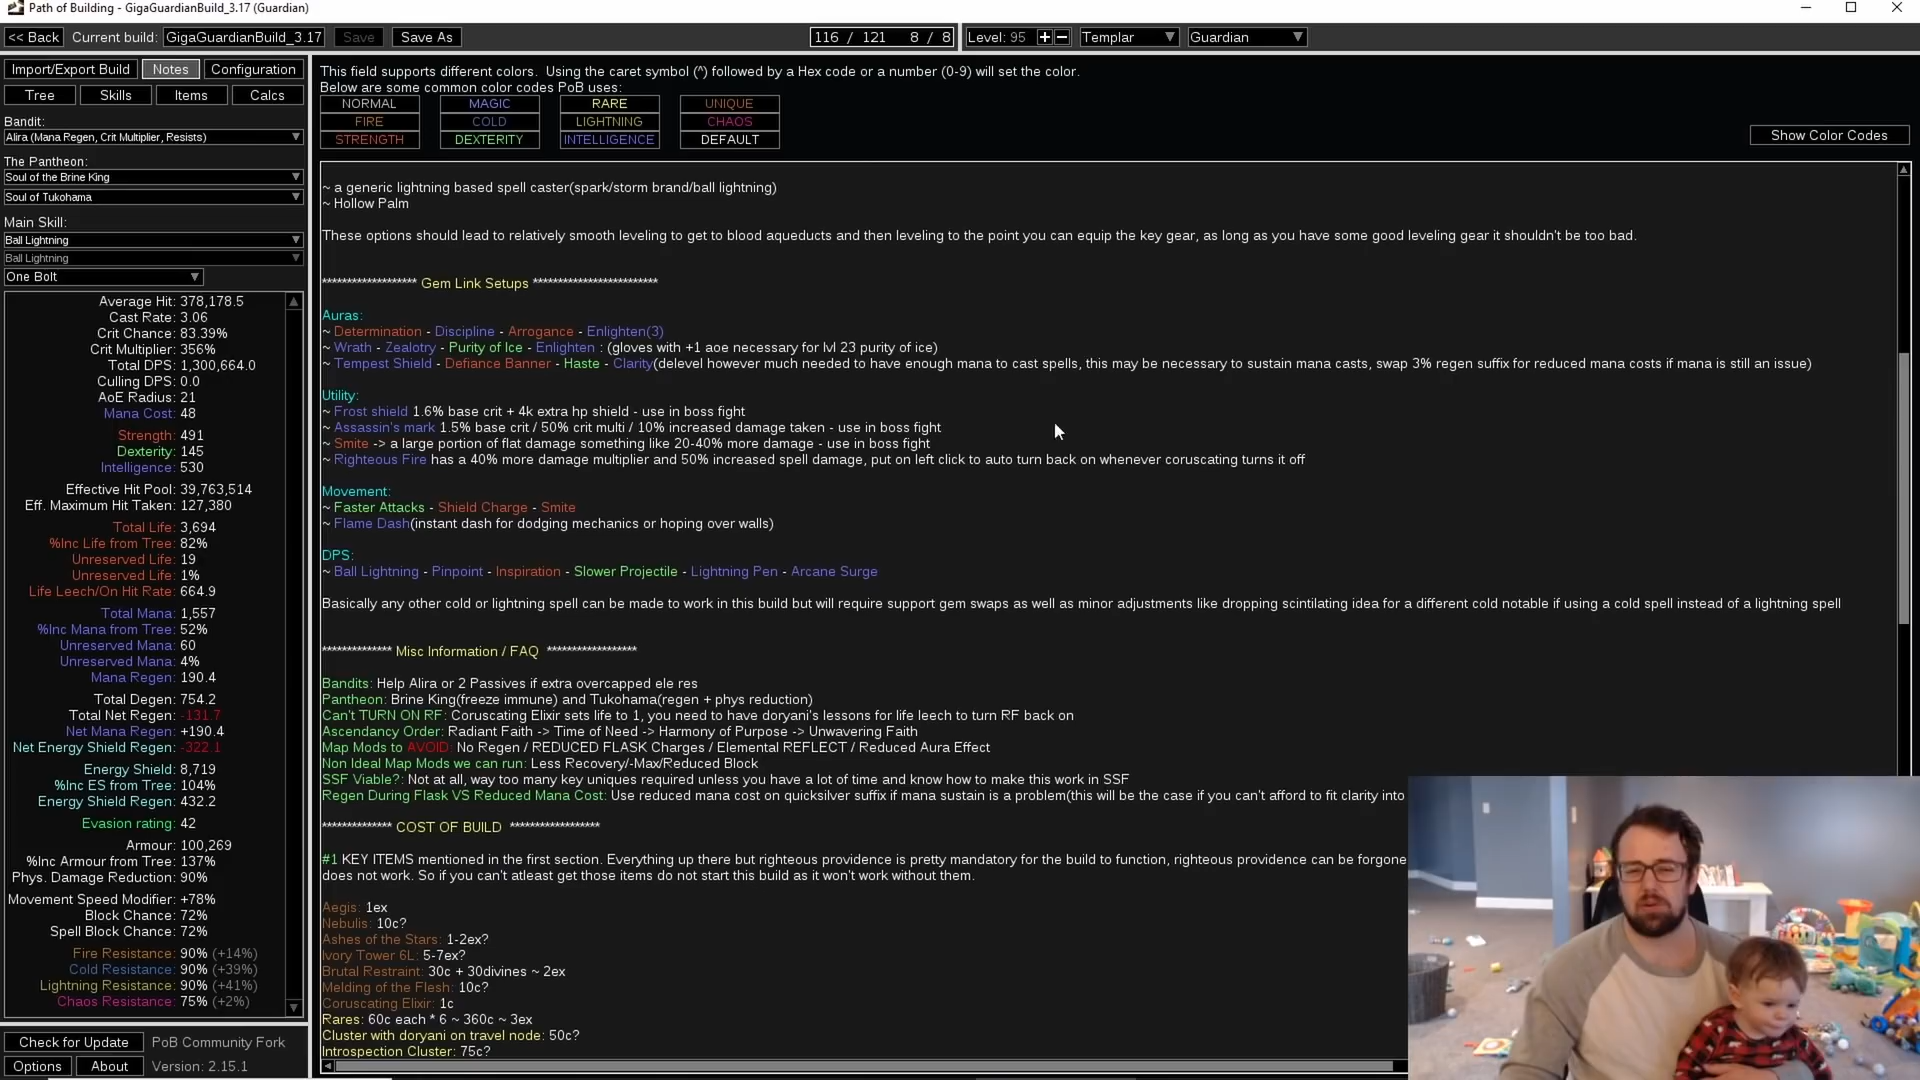 Path of Building - GigaGuardianBuild_3.17 (Guardian)
<< Back
Current build:
GigaGuardianBuild_3.17
Save
Save As
116 / 121 8 / 8
Level: 95
+
-
Templar
Guardian
Import/Export Build
Notes
Configuration
Tree
Skills
Items
Calcs
Bandit:
Alira (Mana Regen, Crit Multiplier, Resists)
The Pantheon:
Soul of the Brine King
Soul of Tukohama
Main Skill:
Ball Lightning
Ball Lightning
One Bolt
Average Hit: 378,178.5
Cast Rate: 3.06
Crit Chance: 83.39%
Crit Multiplier: 356%
Total DPS: 1,300,664.0
Culling DPS: 0.0
AoE Radius: 21
Mana Cost: 48
Strength: 491
Dexterity: 145
Intelligence: 530
Effective Hit Pool: 39,763,514
Eff. Maximum Hit Taken: 127,380
Total Life: 3,694
%Inc Life from Tree: 82%
Unreserved Life: 19
Unreserved Life: 1%
Life Leech/On Hit Rate: 664.9
Total Mana: 1,557
%Inc Mana from Tree: 52%
Unreserved Mana: 60
Unreserved Mana: 4%
Mana Regen: 190.4
Total Degen: 754.2
Total Net Regen: -131.7
Net Mana Regen: +190.4
Net Energy Shield Regen: -322.1
Energy Shield: 8,719
%Inc ES from Tree: 104%
Energy Shield Regen: 432.2
Evasion rating: 42
Armour: 100,269
%Inc Armour from Tree: 137%
Phys. Damage Reduction: 90%
Movement Speed Modifier: +78%
Block Chance: 72%
Spell Block Chance: 72%
Fire Resistance: 90% (+14%)
Cold Resistance: 90% (+39%)
Lightning Resistance: 90% (+41%)
Chaos Resistance: 75% (+2%)
Check for Update
PoB Community Fork
Options
About
Version: 2.15.1
This field supports different colors. Using the caret symbol (^) followed by a Hex code or a number (0-9) will set the color.
Below are some common color codes PoB uses:
NORMAL MAGIC RARE UNIQUE
FIRE COLD LIGHTNING CHAOS
STRENGTH DEXTERITY INTELLIGENCE DEFAULT
Show Color Codes
~ a generic lightning based spell caster(spark/storm brand/ball lightning)
~ Hollow Palm
These options should lead to relatively smooth leveling to get to blood aqueducts and then leveling to the point you can equip the key gear, as long as you have some good leveling gear it shouldn't be too bad.
****************** Gem Link Setups ************************
Auras:
~ Determination - Discipline - Arrogance - Enlighten(3)
~ Wrath - Zealotry - Purity of Ice - Enlighten : (gloves with +1 aoe necessary for lvl 23 purity of ice)
~ Tempest Shield - Defiance Banner - Haste - Clarity(delevel however much needed to have enough mana to cast spells, this may be necessary to sustain mana casts, swap 3% regen suffix for reduced mana costs if mana is still an issue)
Utility:
~ Frost shield 1.6% base crit + 4k extra hp shield - use in boss fight
~ Assassin's mark 1.5% base crit / 50% crit multi / 10% increased damage taken - use in boss fight
~ Smite -> a large portion of flat damage something like 20-40% more damage - use in boss fight
~ Righteous Fire has a 40% more damage multiplier and 50% increased spell damage, put on left click to auto turn back on whenever coruscating turns it off
Movement:
~ Faster Attacks - Shield Charge - Smite
~ Flame Dash(instant dash for dodging mechanics or hoping over walls)
DPS:
~ Ball Lightning - Pinpoint - Inspiration - Slower Projectile - Lightning Pen - Arcane Surge
Basically any other cold or lightning spell can be made to work in this build but will require support gem swaps as well as minor adjustments like dropping scintilating idea for a different cold notable if using a cold spell instead of a lightning spell
************* Misc Information / FAQ *****************
Bandits: Help Alira or 2 Passives if extra overcapped ele res
Pantheon: Brine King(freeze immune) and Tukohama(regen + phys reduction)
Can't TURN ON RF: Coruscating Elixir sets life to 1, you need to have doryani's lessons for life leech to turn RF back on
Ascendancy Order: Radiant Faith -> Time of Need -> Harmony of Purpose -> Unwavering Faith
Map Mods to AVOID: No Regen / REDUCED FLASK Charges / Elemental REFLECT / Reduced Aura Effect
Non Ideal Map Mods we can run: Less Recovery/-Max/Reduced Block
SSF Viable?: Not at all, way too many key uniques required unless you have a lot of time and know how to make this work in SSF
Regen During Flask VS Reduced Mana Cost: Use reduced mana cost on quicksilver suffix if mana sustain is a problem(this will be the case if you can't afford to fit clarity into
************* COST OF BUILD *****************
#1 KEY ITEMS mentioned in the first section. Everything up there but righteous providence is pretty mandatory for the build to function, righteous providence can be forgone
does not work. So if you can't atleast get those items do not start this build as it won't work without them.
Aegis: 1ex
Nebulis: 10c?
Ashes of the Stars: 1-2ex?
Ivory Tower 6L: 5-7ex?
Brutal Restraint: 30c + 30divines ~ 2ex
Melding of the Flesh: 10c?
Coruscating Elixir: 1c
Rares: 60c each * 6 ~ 360c ~ 3ex
Cluster with doryani on travel node: 50c?
Introspection Cluster: 75c?